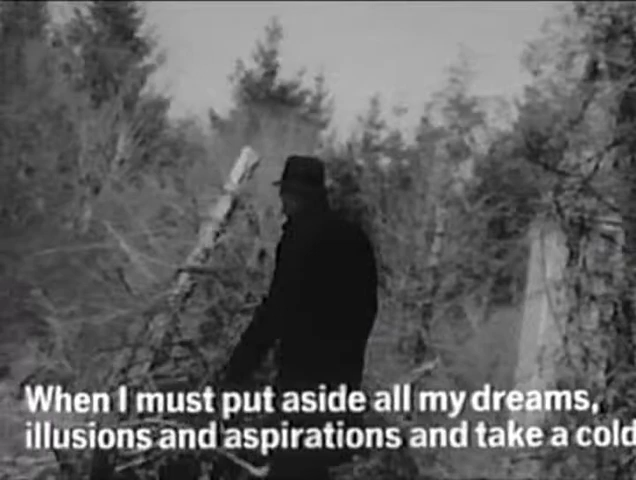 When I must put aside all my dreams,
illusions and aspirations and take a cold